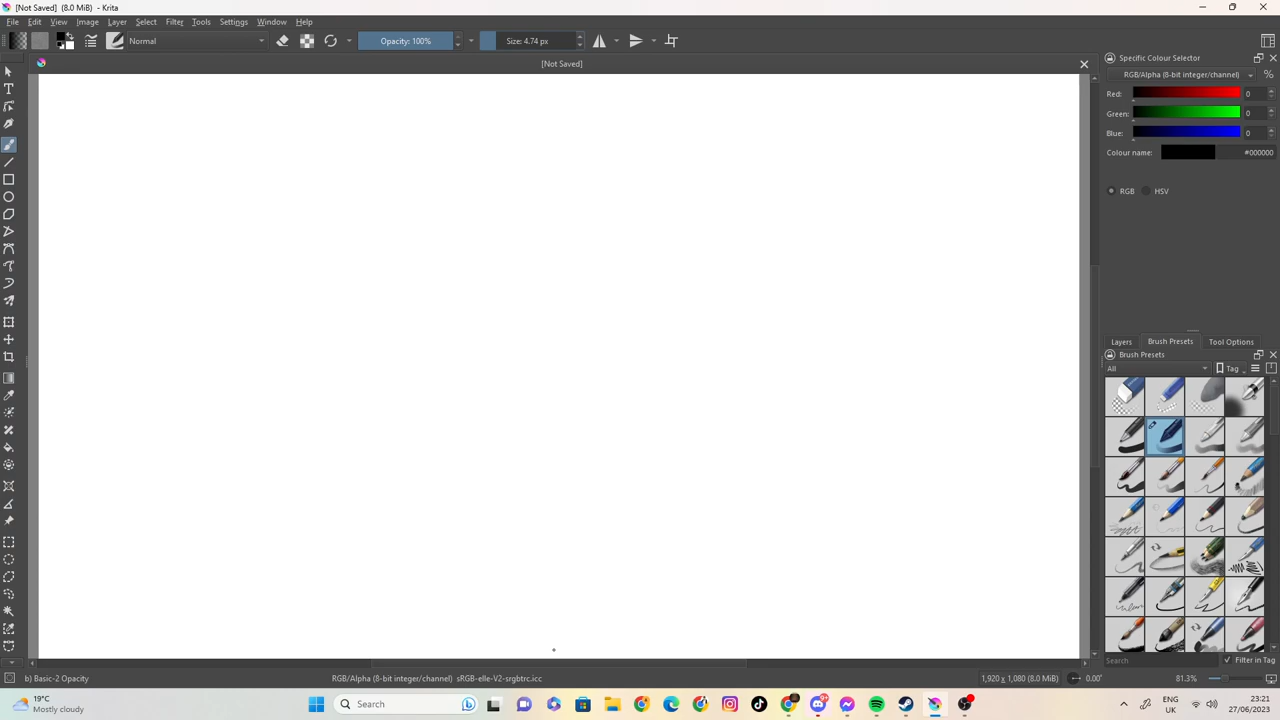 [Not Saved] (8.0 MiB) - Krita
File Edit View Image Layer Select Filter Tools Settings Window Help
Normal Opacity: 100% Size: 4.74 px
[Not Saved]
Specific Colour Selector
RGB/Alpha (8-bit integer/channel) %
Red: 0
Green: 0
Blue: 0
Colour name: #000000
RGB HSV
Layers Brush Presets Tool Options
Brush Presets
All Tag
Search Filter in Tag
b) Basic-2 Opacity RGB/Alpha (8-bit integer/channel) sRGB-elle-V2-srgbtrc.icc 1,920 x 1,080 (8.0 MiB) 0.00° 81.3%
19°C
Mostly cloudy
Search
ENG
UK
23:21
27/06/2023